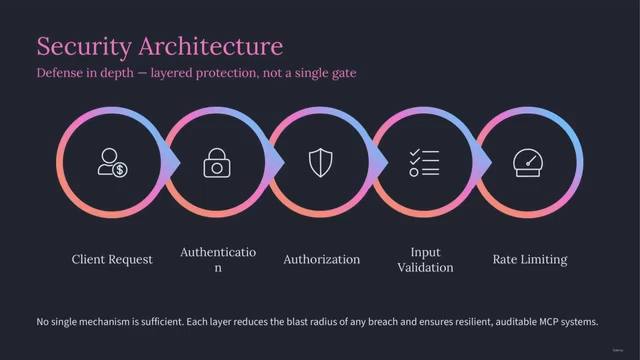 Security Architecture
Defense in depth — layered protection, not a single gate
$
Client Request
Authenticatio
n
Authorization
Input
Validation
Rate Limiting
No single mechanism is sufficient. Each layer reduces the blast radius of any breach and ensures resilient, auditable MCP systems.